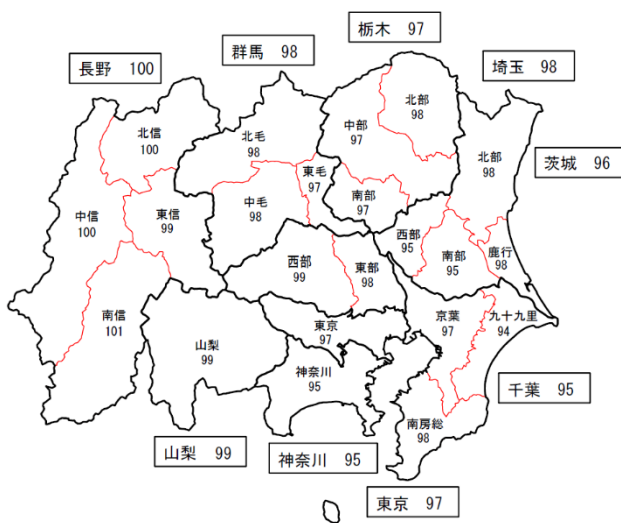 栃木 97
群馬 98
長野 100
埼玉 98
北部
98
中部
97
北信
100
北毛
98
北部
98
茨城 96
東毛
97
南部
97
中毛
98
中信
100
東信
99
西部
95
南部
95
鹿行
98
西部
99
東部
98
南信
101
京葉
97
九十九里
94
東京
97
山梨
99
神奈川
95
千葉 95
南房総
98
山梨 99
神奈川 95
東京 97